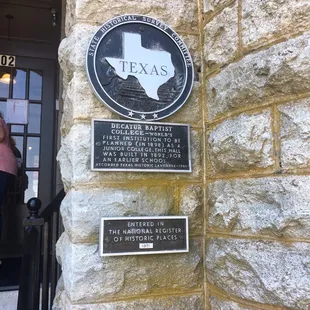 02
STATE HISTORICAL SURVEY COMMITTEE
TEXAS
DECATUR BAPTIST
COLLEGE—WORLD'S
FIRST INSTITUTION TO BE
PLANNED (IN 1898) AS A
JUNIOR COLLEGE. THIS HALL
WAS BUILT IN 1892 FOR
AN EARLIER SCHOOL.
RECORDED TEXAS HISTORIC LANDMARK
ENTERED IN
THE NATIONAL REGISTER
OF HISTORIC PLACES